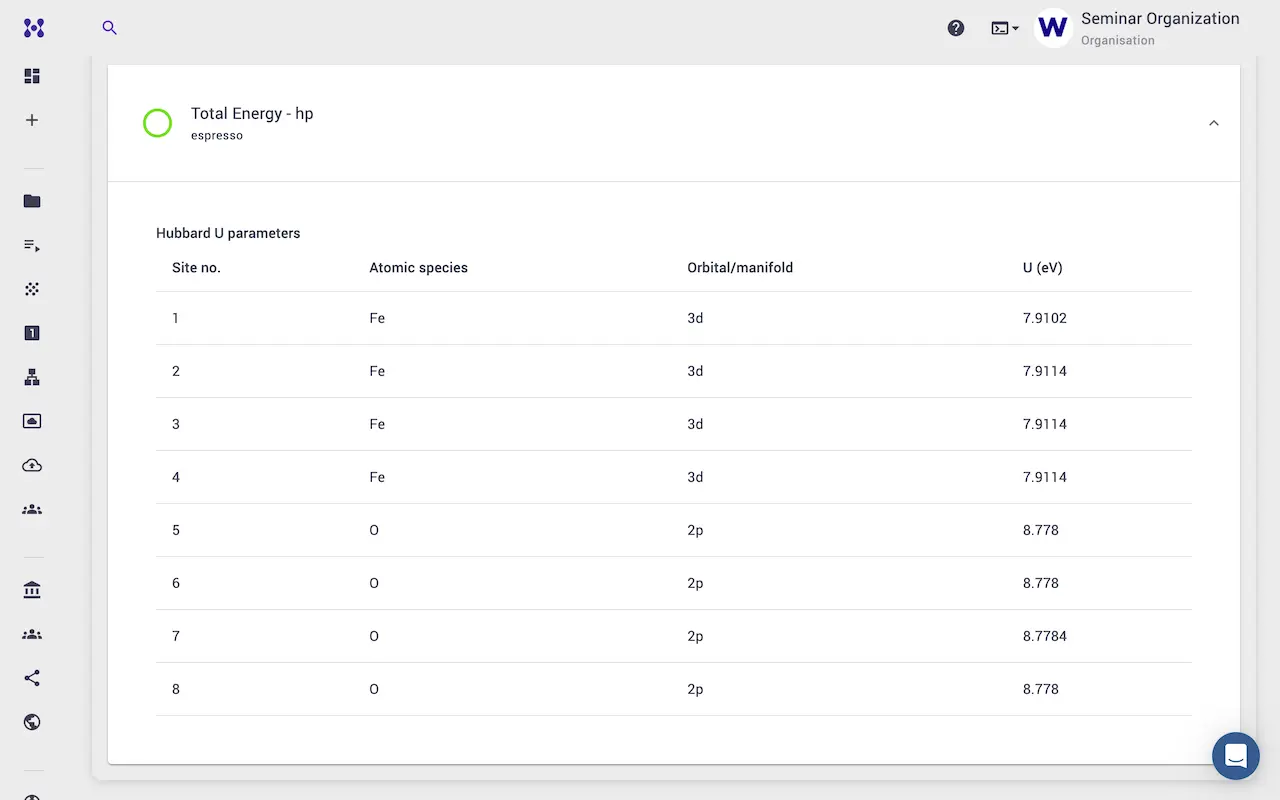 W
Seminar Organization
Organisation
Total Energy - hp
espresso
Hubbard U parameters
Site no. Atomic species Orbital/manifold U (eV)
1 Fe 3d 7.9102
2 Fe 3d 7.9114
3 Fe 3d 7.9114
4 Fe 3d 7.9114
5 O 2p 8.778
6 O 2p 8.778
7 O 2p 8.7784
8 O 2p 8.778
1